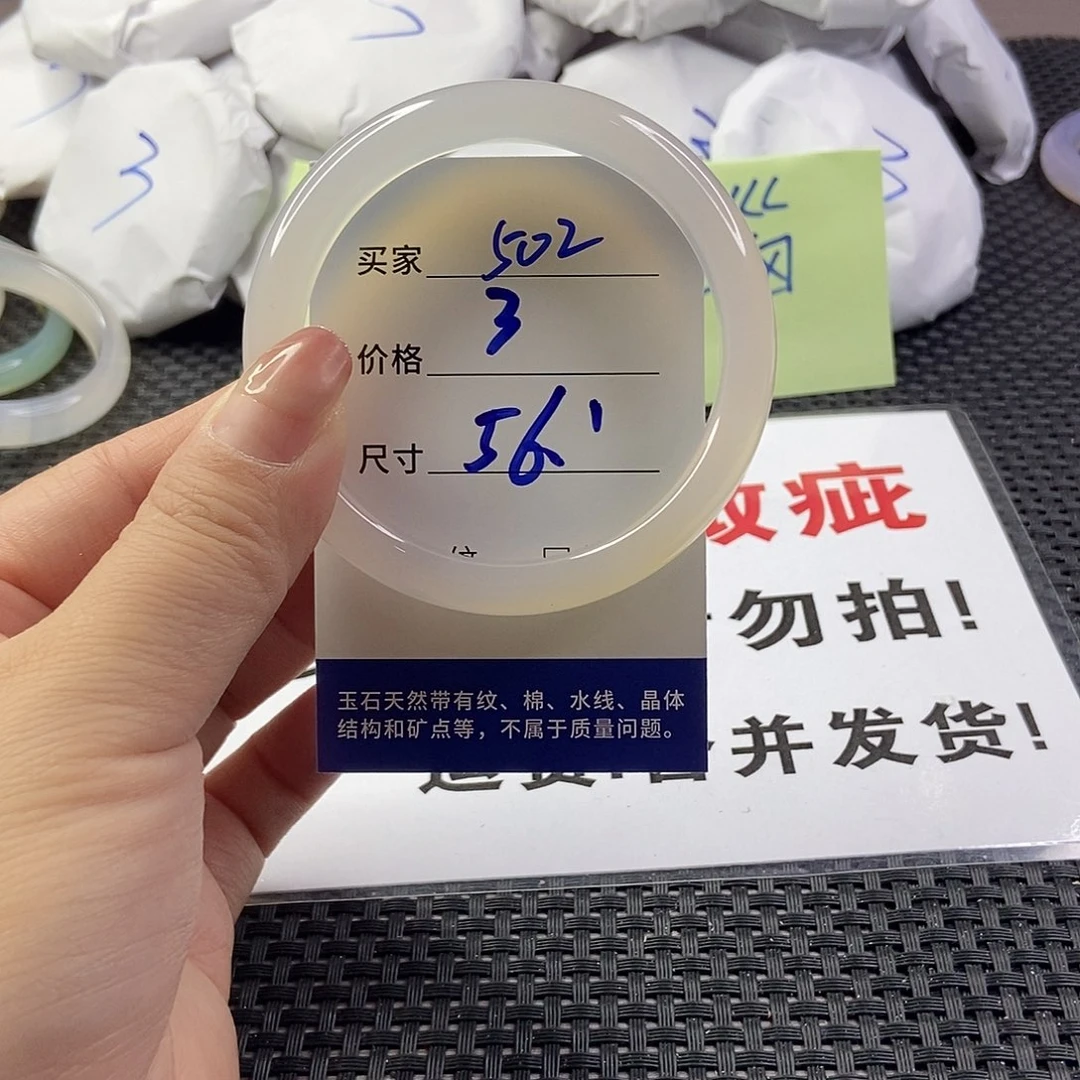 3
买家 502
3
价格
尺寸 56'
玉石天然带有纹、棉、水线、晶体
结构和矿点等，不属于质量问题。
疵
勿拍!
并发货!